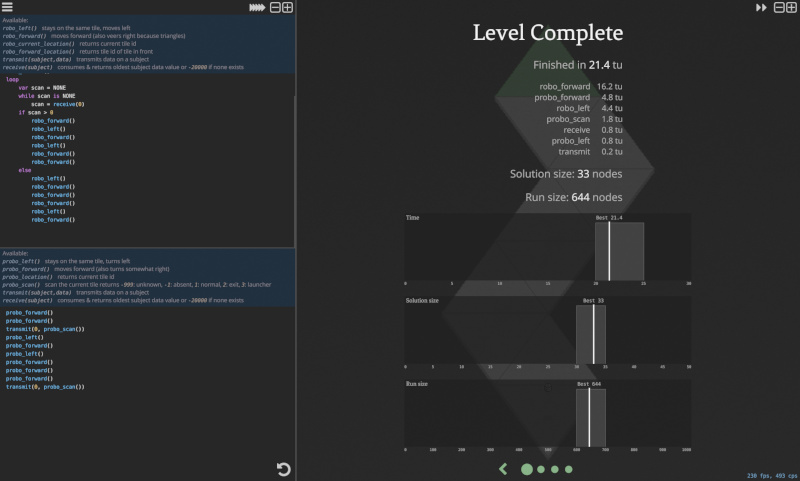 Available:
robo_left() stays on the same tile, moves left
robo_forward() moves forward (also veers right because triangles)
robo_current_location() returns current tile id
robo_forward_location() returns tile id of tile in front
transmit(subject,data) transmits data on a subject
receive(subject) consumes & returns oldest subject data value or -20000 if none exists
loop
var scan = NONE
while scan is NONE
scan = receive(0)
if scan > 0
robo_forward()
robo_left()
robo_forward()
robo_left()
robo_forward()
robo_forward()
else
robo_left()
robo_forward()
robo_forward()
robo_forward()
robo_left()
robo_forward()
Available:
probo_left() stays on the same tile, turns left
probo_forward() moves forward (also turns somewhat right)
probo_location() returns current tile id
probo_scan() scan the current tile returns -999: unknown, -1: absent, 1: normal, 2: exit, 3: launcher
transmit(subject,data) transmits data on a subject
receive(subject) consumes & returns oldest subject data value or -20000 if none exists
probo_forward()
probo_forward()
transmit(0, probo_scan())
probo_left()
probo_forward()
probo_left()
probo_forward()
probo_forward()
probo_forward()
transmit(0, probo_scan())
Level Complete
Finished in 21.4 tu
robo_forward 16.2 tu
probo_forward 4.8 tu
robo_left 4.4 tu
probo_scan 1.8 tu
receive 0.8 tu
probo_left 0.8 tu
transmit 0.2 tu
Solution size: 33 nodes
Run size: 644 nodes
Time
Best 21.4
0 5 10 15 20 25 30
Solution size
Best 33
0 5 10 15 20 25 30 35 40 45 50
Run size
Best 644
0 100 200 300 400 500 600 700 800 900 1000
230 fps, 493 cps